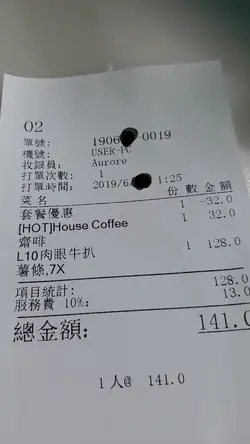 02
單號: 1906 -0019
機號: USER-PC
收銀員: Aurore
打單次數: 1
打單時間: 2019/6 1:25
菜名 份數 金額
套餐優惠 1 -32.0
[HOT]House Coffee 1 32.0
齋啡
L10肉眼牛扒 1 128.0
薯條,7X
項目統計: 128.0
服務費 10%: 13.0
總金額: 141.0
1人@ 141.0